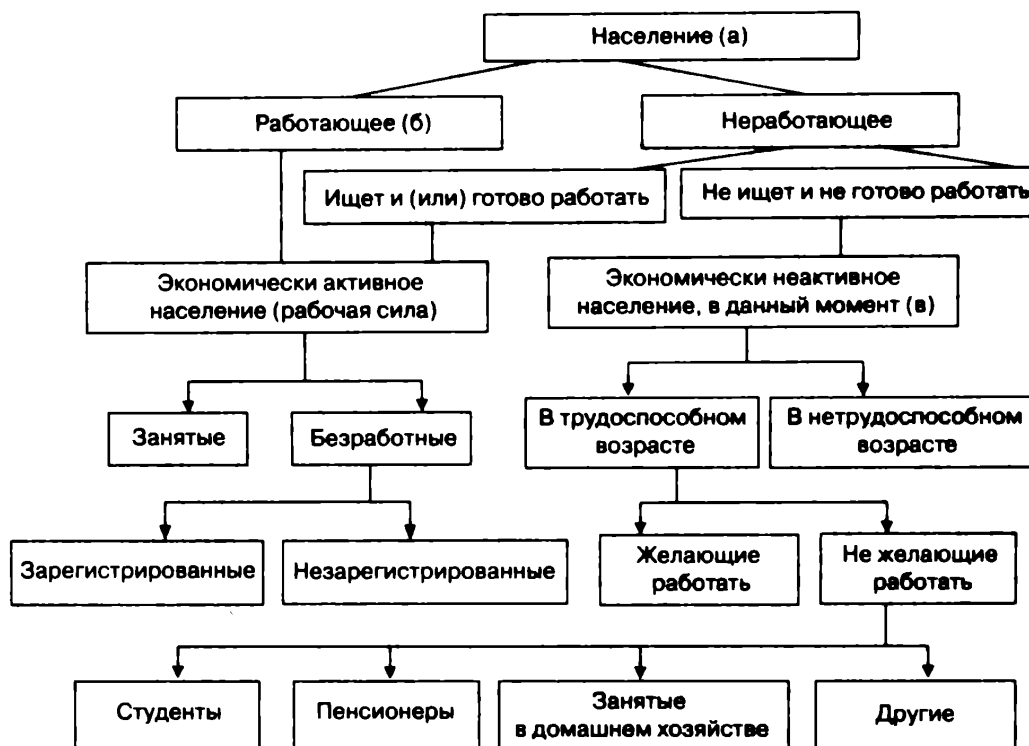 Население (а)
Работающее (б)
Неработающее
Ищет и (или) готово работать
Не ищет и не готово работать
Экономически активное
население (рабочая сила)
Экономически неактивное
население, в данный момент (в)
Занятые
Безработные
В трудоспособном
возрасте
В нетрудоспособном
возрасте
Зарегистрированные
Незарегистрированные
Желающие
работать
Не желающие
работать
Студенты
Пенсионеры
Занятые
в домашнем хозяйстве
Другие